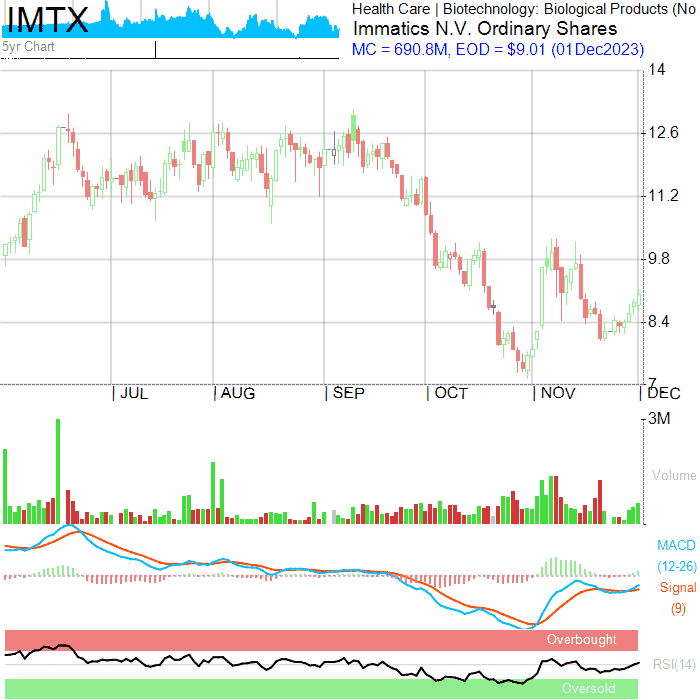 IMTX
Health Care | Biotechnology: Biological Products (No
Immatics N.V. Ordinary Shares
5yr Chart
MC = 690.8M, EOD = $9.01 (01Dec2023)
14
12.6
11.2
9.8
8.4
7
JUL AUG SEP OCT NOV DEC
3M
Volume
MACD
(12-26)
Signal
(9)
Overbought
RSI(14)
Oversold